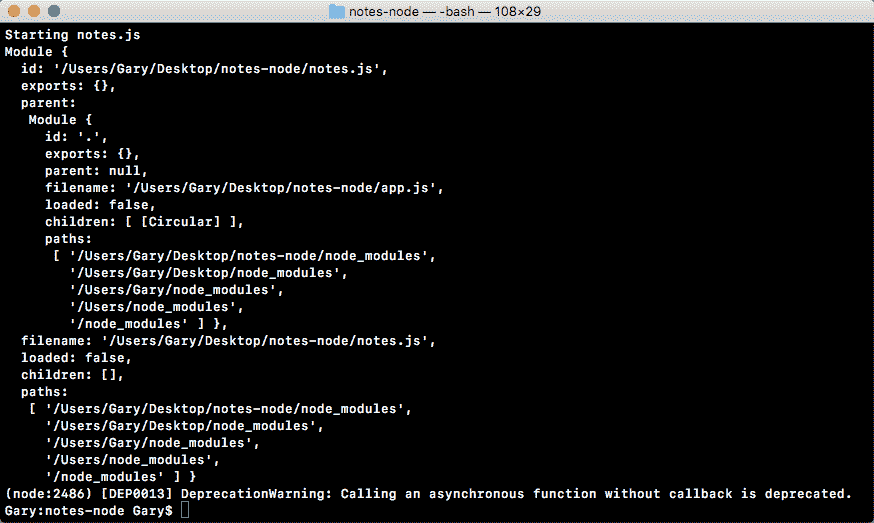 notes-node — -bash — 108×29
Starting notes.js
Module {
  id: '/Users/Gary/Desktop/notes-node/notes.js',
  exports: {},
  parent:
   Module {
     id: '.',
     exports: {},
     parent: null,
     filename: '/Users/Gary/Desktop/notes-node/app.js',
     loaded: false,
     children: [ [Circular] ],
     paths:
      [ '/Users/Gary/Desktop/notes-node/node_modules',
        '/Users/Gary/Desktop/node_modules',
        '/Users/Gary/node_modules',
        '/Users/node_modules',
        '/node_modules' ] },
  filename: '/Users/Gary/Desktop/notes-node/notes.js',
  loaded: false,
  children: [],
  paths:
   [ '/Users/Gary/Desktop/notes-node/node_modules',
     '/Users/Gary/Desktop/node_modules',
     '/Users/Gary/node_modules',
     '/Users/node_modules',
     '/node_modules' ] }
(node:2486) [DEP0013] DeprecationWarning: Calling an asynchronous function without callback is deprecated.
Gary:notes-node Gary$